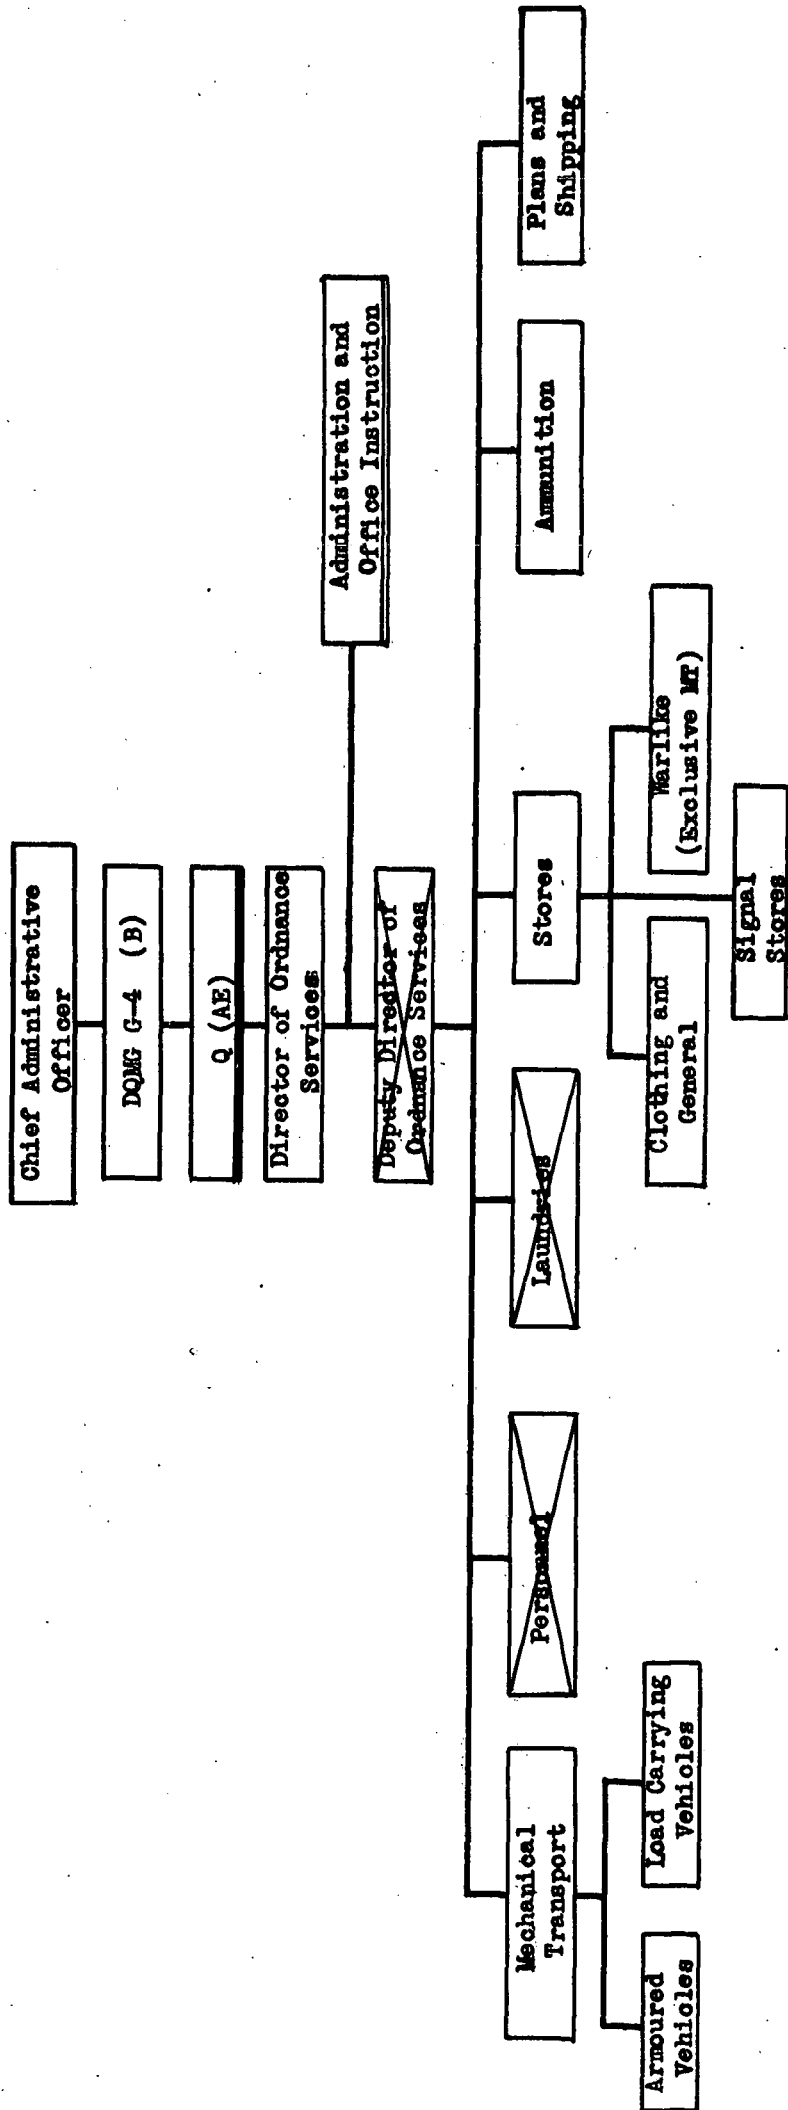 Chief Administrative
Officer
DQMG G-4 (B)
Q (AE)
Director of Ordnance
Services
Administration and
Office Instruction
Deputy Director of
Ordnance Services
Mechanical
Transport
Personnel
Laundries
Stores
Ammunition
Plans and
Shipping
Armoured
Vehicles
Load Carrying
Vehicles
Clothing and
General
Warlike
(Exclusive MT)
Signal
Stores